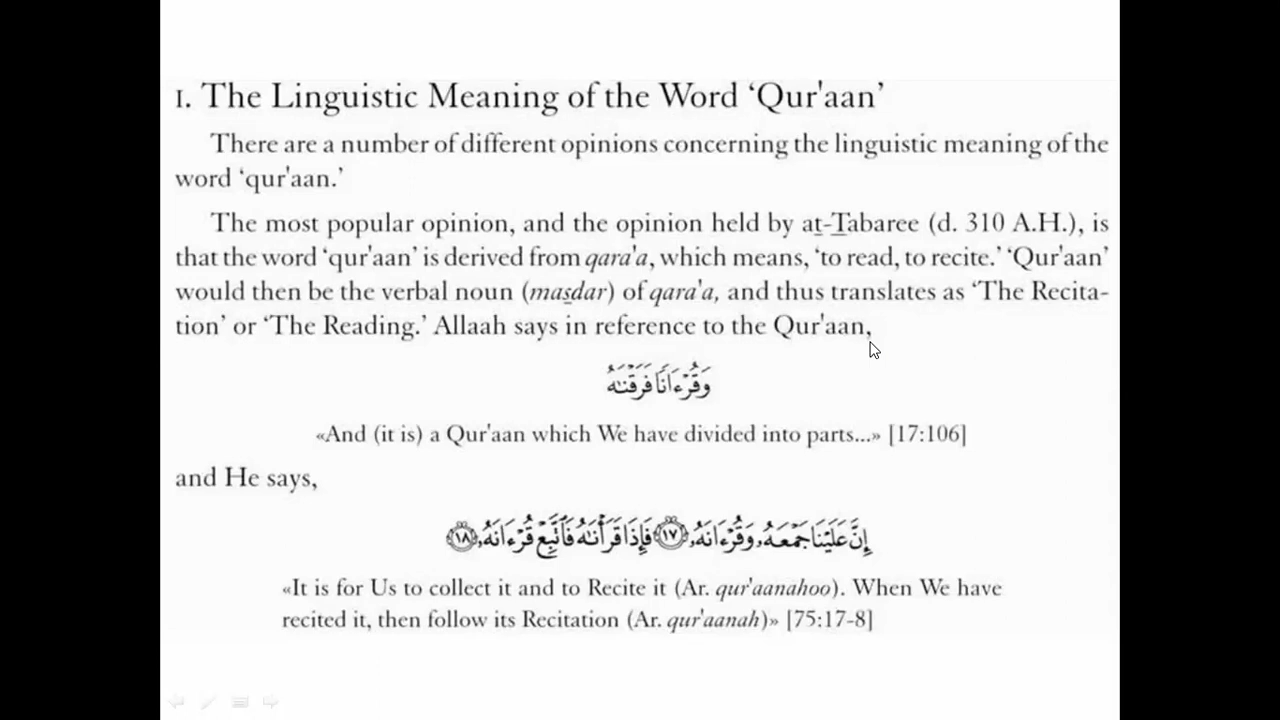 I. The Linguistic Meaning of the Word ‘Qur'aan’
There are a number of different opinions concerning the linguistic meaning of the
word ‘qur'aan.’
The most popular opinion, and the opinion held by at-Tabaree (d. 310 A.H.), is
that the word ‘qur'aan’ is derived from qara'a, which means, ‘to read, to recite.’ ‘Qur'aan’
would then be the verbal noun (masdar) of qara'a, and thus translates as ‘The Recita-
tion’ or ‘The Reading.’ Allaah says in reference to the Qur'aan,
وَقُرْءَانًا فَرَقْنَٰهُ
«And (it is) a Qur'aan which We have divided into parts...» [17:106]
and He says,
إِنَّ عَلَيْنَا جَمْعَهُۥ وَقُرْءَانَهُۥ ١٧ فَإِذَا قَرَأْنَٰهُ فَٱتَّبِعْ قُرْءَانَهُۥ ١٨
«It is for Us to collect it and to Recite it (Ar. qur'aanahoo). When We have
recited it, then follow its Recitation (Ar. qur'aanah)» [75:17-8]